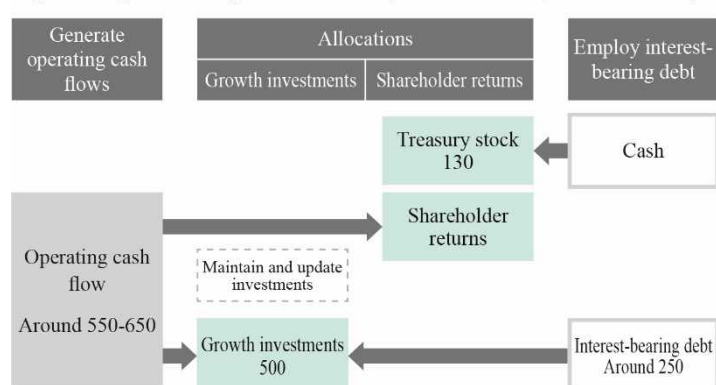 Generate
operating cash
flows
Allocations
Growth investments
Shareholder returns
Employ interest-
bearing debt
Treasury stock
130
Cash
Shareholder
returns
Operating cash
flow
Around 550-650
Maintain and update
investments
Growth investments
500
Interest-bearing debt
Around 250